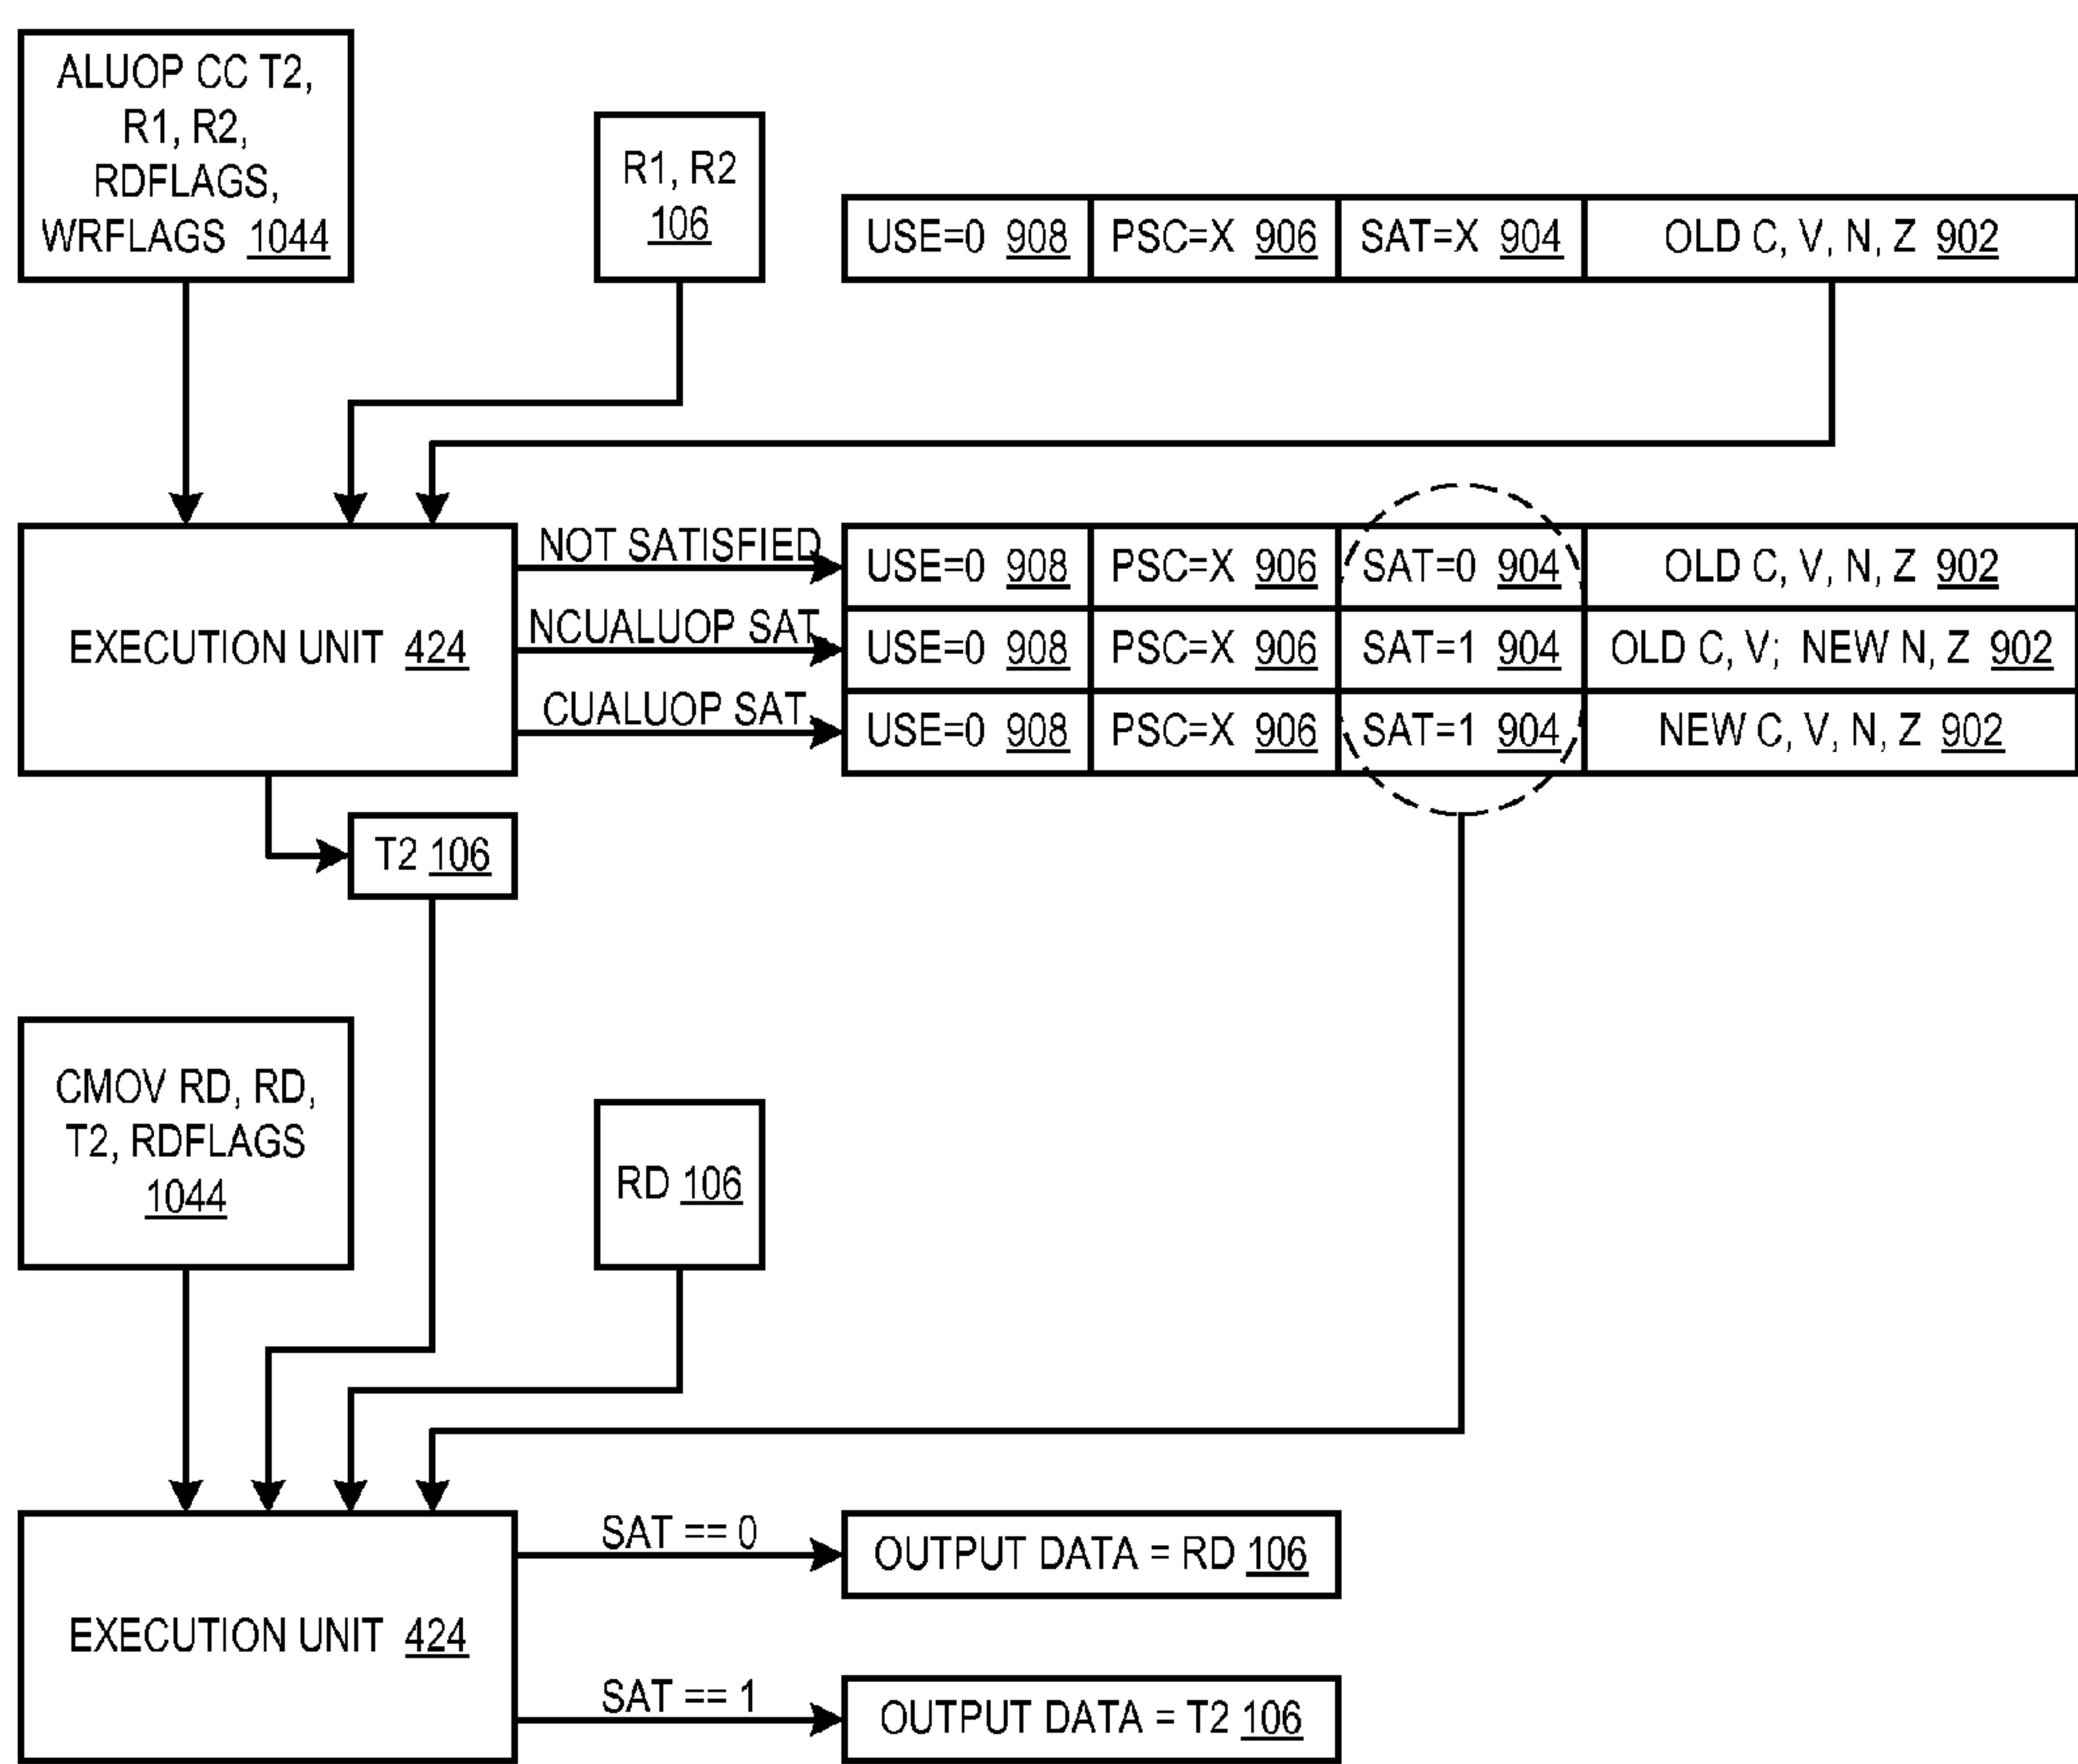 ALUOP CC T2,
R1, R2,
RDFLAGS,
WRFLAGS 1044
R1, R2
106
USE=0 908 PSC=X 906 SAT=X 904 OLD C, V, N, Z 902
EXECUTION UNIT 424
NOT SATISFIED
USE=0 908 PSC=X 906 SAT=0 904 OLD C, V, N, Z 902
NCUALUOP SAT
USE=0 908 PSC=X 906 SAT=1 904 OLD C, V; NEW N, Z 902
CUALUOP SAT
USE=0 908 PSC=X 906 SAT=1 904 NEW C, V, N, Z 902
T2 106
CMOV RD, RD,
T2, RDFLAGS
1044
RD 106
EXECUTION UNIT 424
SAT == 0
OUTPUT DATA = RD 106
SAT == 1
OUTPUT DATA = T2 106